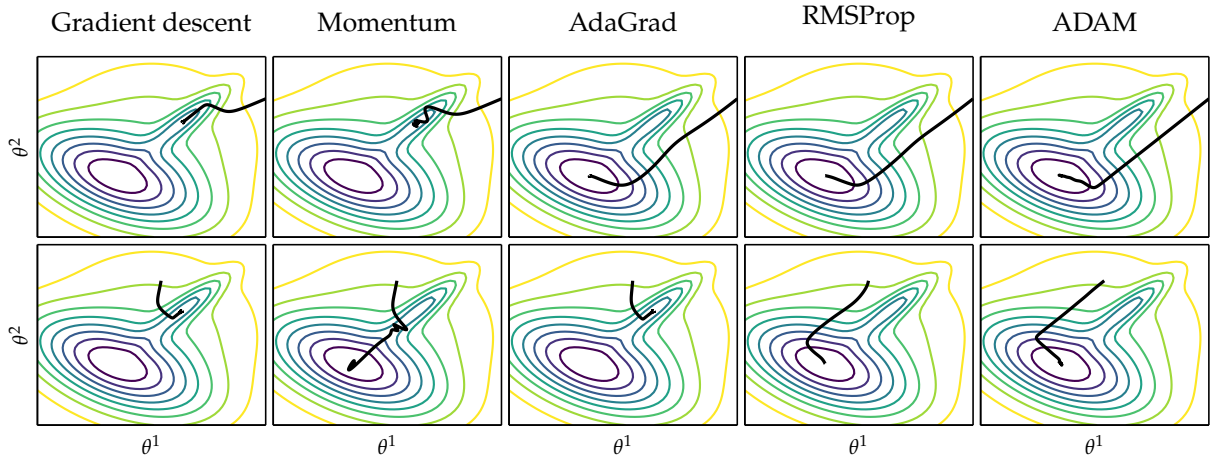 Gradient descent
Momentum
AdaGrad
RMSProp
ADAM
θ²
θ²
θ¹
θ¹
θ¹
θ¹
θ¹